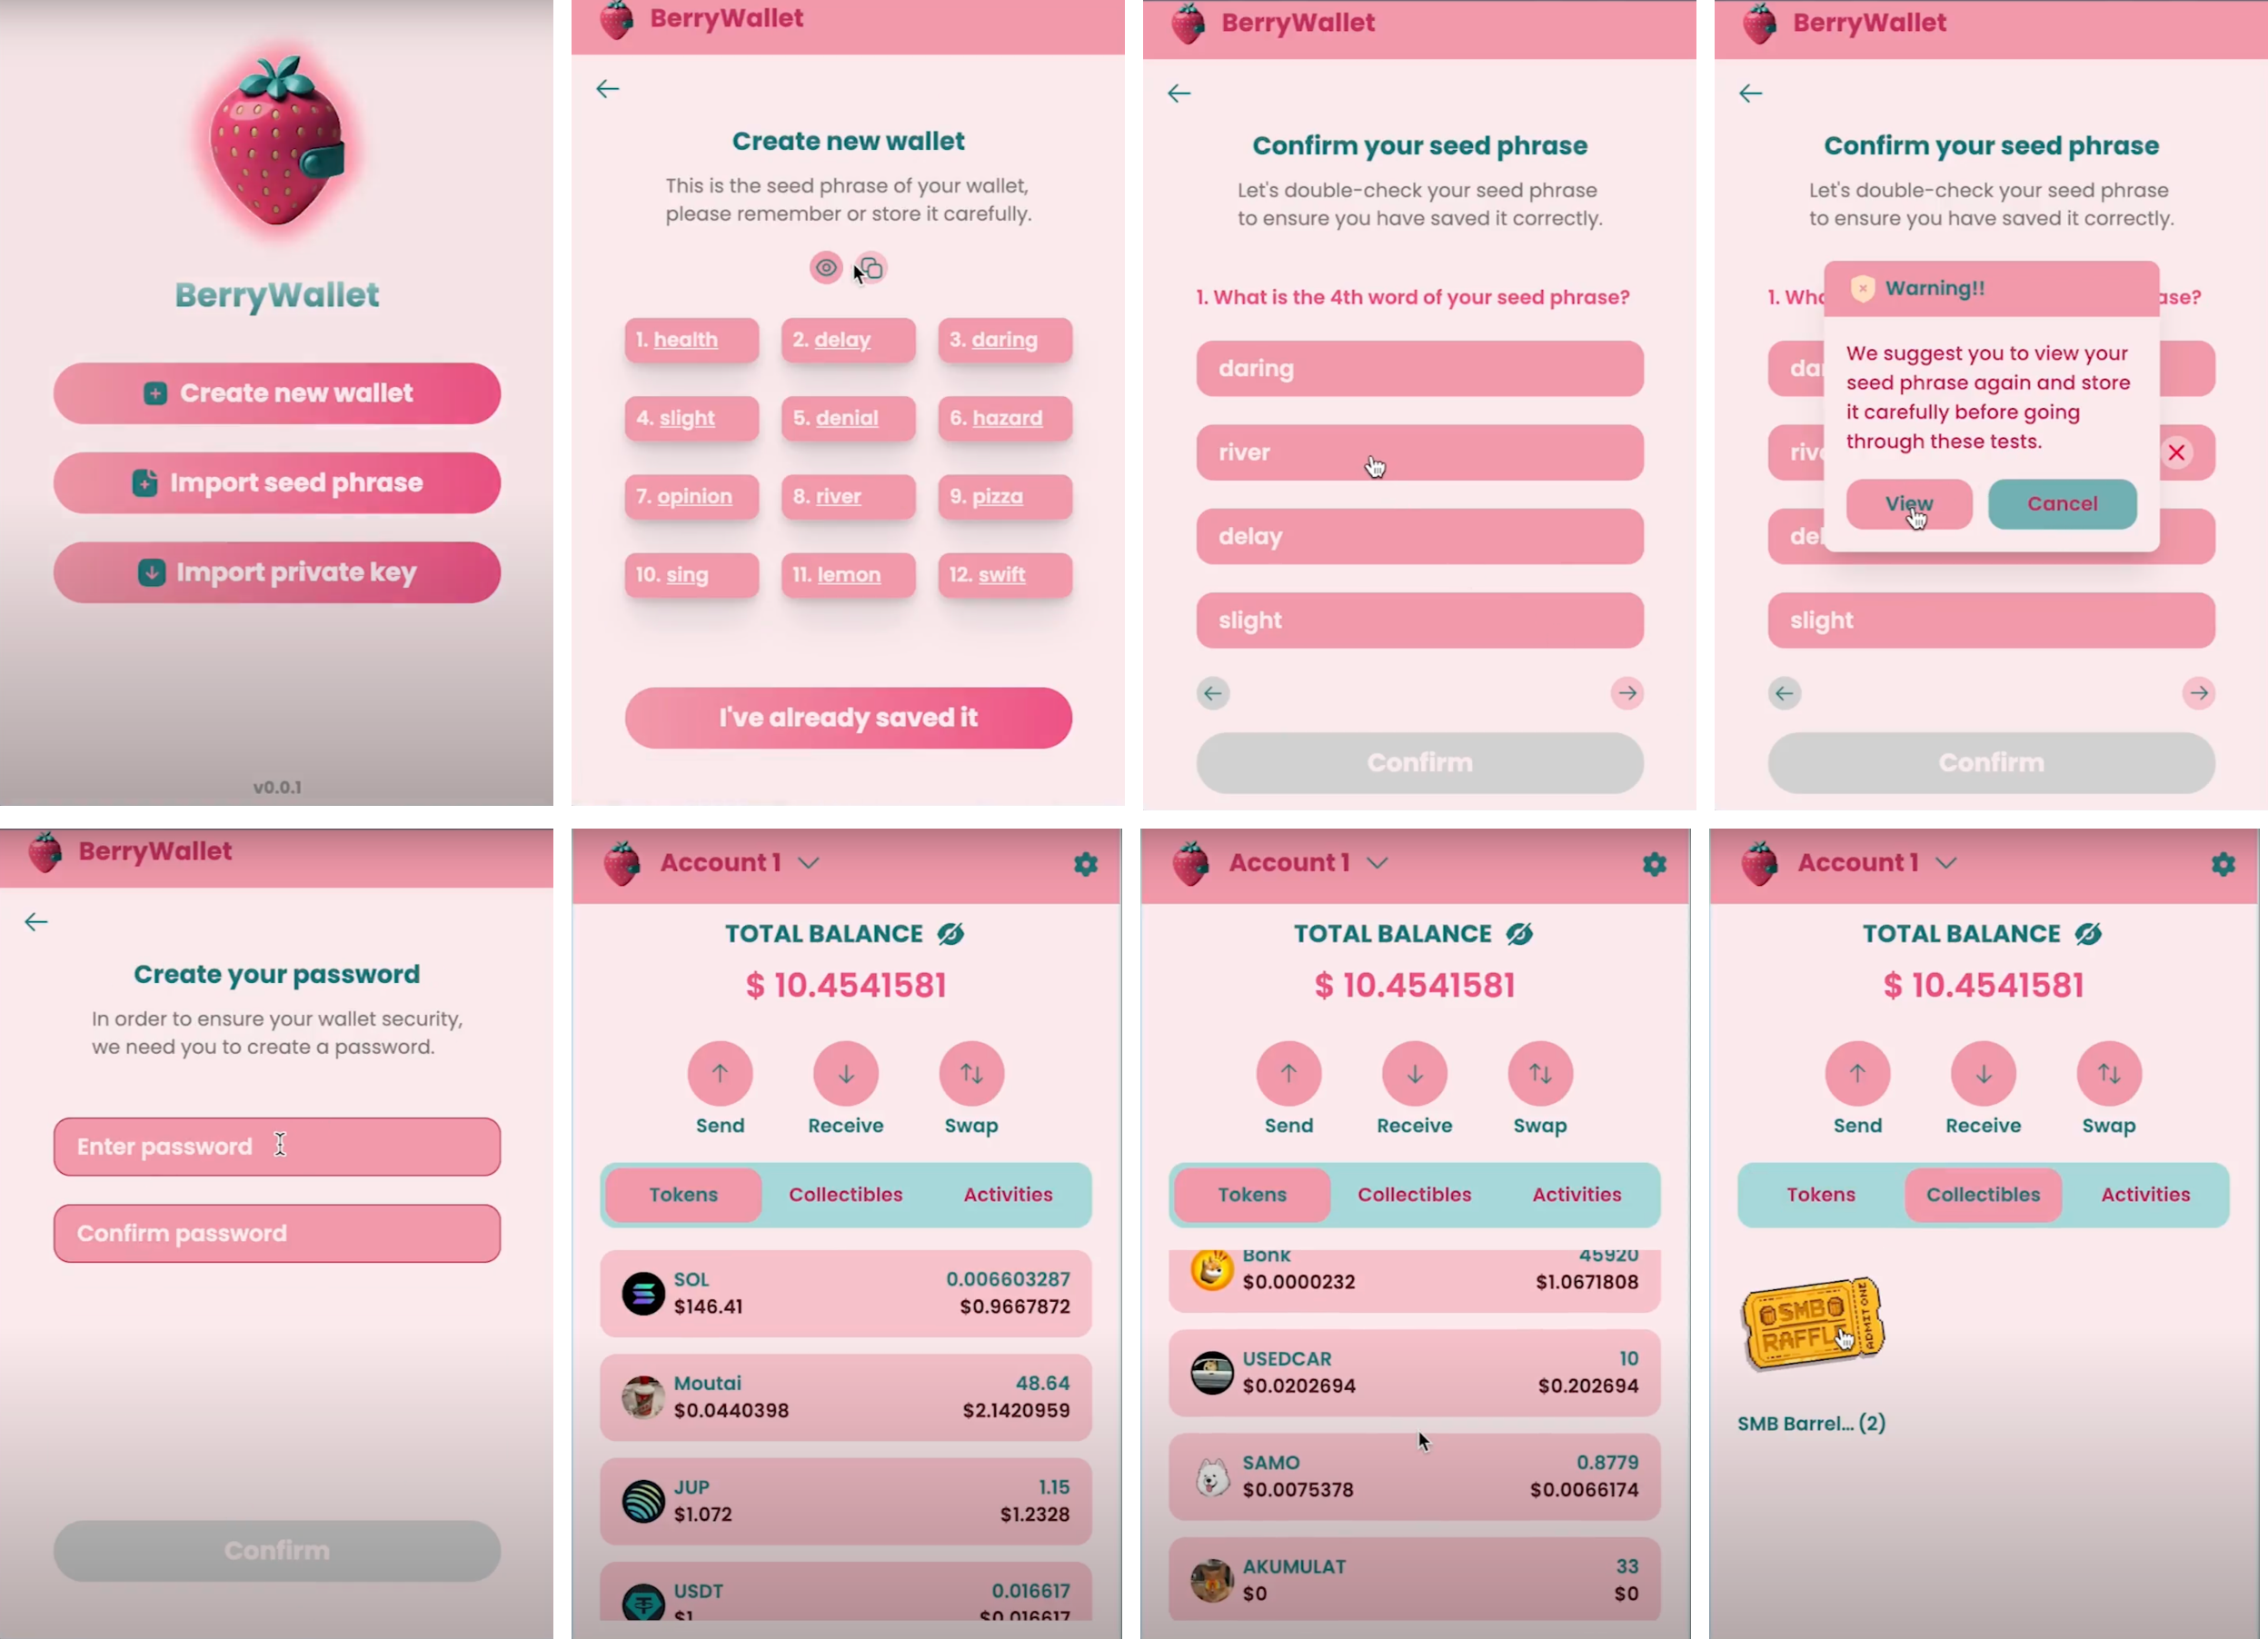 BerryWallet
Create new wallet
Import seed phrase
Import private key
v0.0.1
BerryWallet
Create new wallet
This is the seed phrase of your wallet,
please remember or store it carefully.
1. health
2. delay
3. daring
4. slight
5. denial
6. hazard
7. opinion
8. river
9. pizza
10. sing
11. lemon
12. swift
I've already saved it
BerryWallet
Confirm your seed phrase
Let's double-check your seed phrase
to ensure you have saved it correctly.
1. What is the 4th word of your seed phrase?
daring
river
delay
slight
Confirm
BerryWallet
Confirm your seed phrase
Let's double-check your seed phrase
to ensure you have saved it correctly.
Warning!!
We suggest you to view your
seed phrase again and store
it carefully before going
through these tests.
View
Cancel
slight
Confirm
BerryWallet
Create your password
In order to ensure your wallet security,
we need you to create a password.
Enter password
Confirm password
Confirm
Account 1
TOTAL BALANCE
$ 10.4541581
Send
Receive
Swap
Tokens
Collectibles
Activities
SOL
0.006603287
$146.41
$0.9667872
Moutai
48.64
$0.0440398
$2.1420959
JUP
1.15
$1.072
$1.2328
USDT
0.016617
$1
$0.016617
Account 1
TOTAL BALANCE
$ 10.4541581
Send
Receive
Swap
Tokens
Collectibles
Activities
Bonk
45920
$0.0000232
$1.0671808
USEDCAR
10
$0.0202694
$0.202694
SAMO
0.8779
$0.0075378
$0.0066174
AKUMULAT
33
$0
$0
Account 1
TOTAL BALANCE
$ 10.4541581
Send
Receive
Swap
Tokens
Collectibles
Activities
SMB
RAFFLE
ADMIT ONE
SMB Barrel... (2)